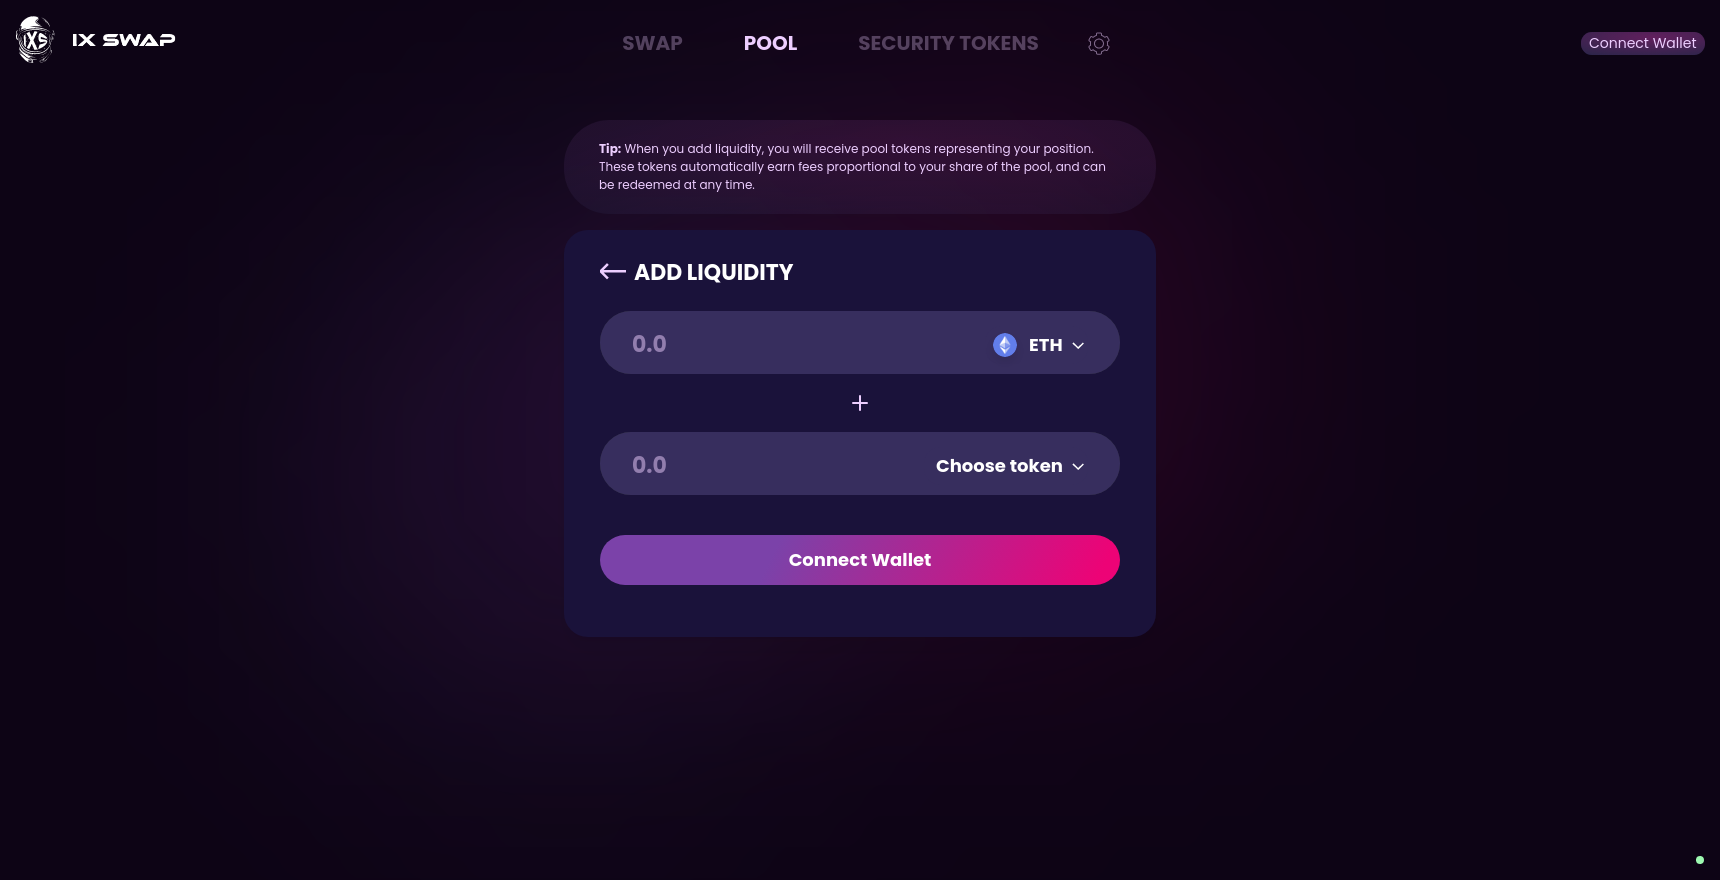 IXS
IX SWAP
SWAP
POOL
SECURITY TOKENS
Connect Wallet
Tip: When you add liquidity, you will receive pool tokens representing your position.
These tokens automatically earn fees proportional to your share of the pool, and can
be redeemed at any time.
ADD LIQUIDITY
0.0
ETH
0.0
Choose token
Connect Wallet